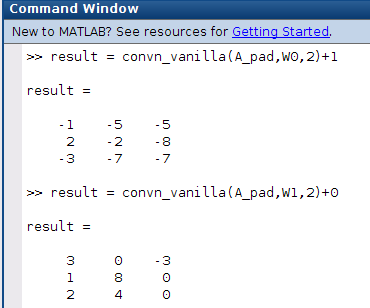 Command Window
New to MATLAB? See resources for Getting Started.
>> result = convn_vanilla(A_pad,W0,2)+1
result =
-1 -5 -5
2 -2 -8
-3 -7 -7
>> result = convn_vanilla(A_pad,W1,2)+0
result =
3 0 -3
1 8 0
2 4 0